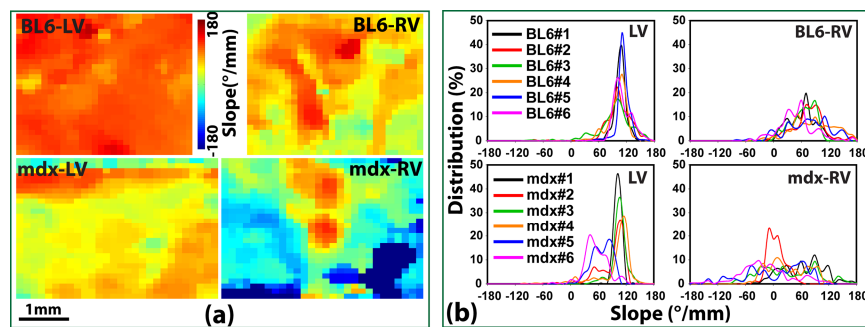 BL6-LV
180
Slope(°/mm)
-180
BL6-RV
mdx-LV
mdx-RV
1mm
(a)
Distribution (%)
50
40
30
20
10
0
BL6#1
BL6#2
BL6#3
BL6#4
BL6#5
BL6#6
LV
-180 -120 -60 0 60 120 180
BL6-RV
-180 -120 -60 0 60 120 180
50
40
30
20
10
0
mdx#1
mdx#2
mdx#3
mdx#4
mdx#5
mdx#6
LV
-180 -120 -60 0 60 120 180
mdx-RV
-180 -120 -60 0 60 120 180
(b)
Slope (°/mm)